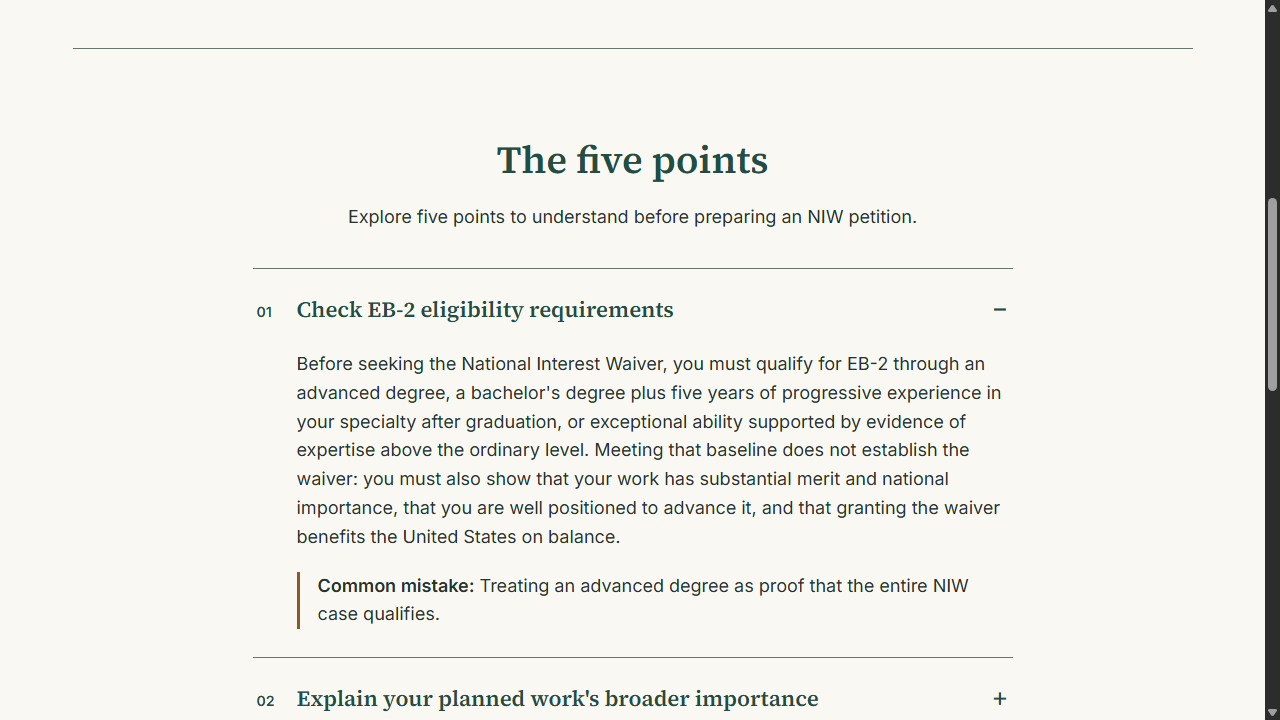 The five points
Explore five points to understand before preparing an NIW petition.
01 Check EB-2 eligibility requirements −
Before seeking the National Interest Waiver, you must qualify for EB-2 through an
advanced degree, a bachelor's degree plus five years of progressive experience in
your specialty after graduation, or exceptional ability supported by evidence of
expertise above the ordinary level. Meeting that baseline does not establish the
waiver: you must also show that your work has substantial merit and national
importance, that you are well positioned to advance it, and that granting the waiver
benefits the United States on balance.
Common mistake: Treating an advanced degree as proof that the entire NIW
case qualifies.
02 Explain your planned work's broader importance +